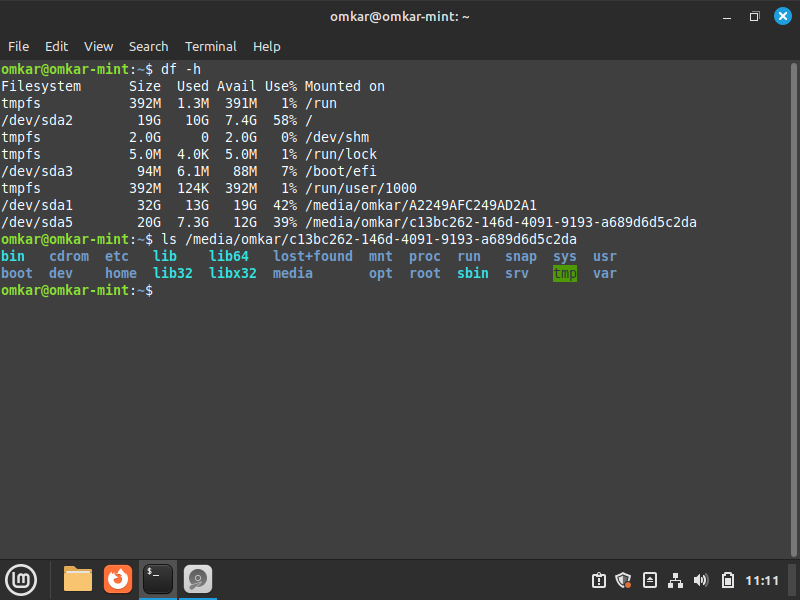 omkar@omkar-mint: ~
File Edit View Search Terminal Help
omkar@omkar-mint:~$ df -h
Filesystem      Size  Used Avail Use% Mounted on
tmpfs           392M  1.3M  391M   1% /run
/dev/sda2        19G   10G  7.4G  58% /
tmpfs           2.0G     0  2.0G   0% /dev/shm
tmpfs           5.0M  4.0K  5.0M   1% /run/lock
/dev/sda3        94M  6.1M   88M   7% /boot/efi
tmpfs           392M  124K  392M   1% /run/user/1000
/dev/sda1        32G   13G   19G  42% /media/omkar/A2249AFC249AD2A1
/dev/sda5        20G  7.3G   12G  39% /media/omkar/c13bc262-146d-4091-9193-a689d6d5c2da
omkar@omkar-mint:~$ ls /media/omkar/c13bc262-146d-4091-9193-a689d6d5c2da
bin   cdrom  etc   lib    lib64   lost+found  mnt  proc  run   snap  sys  usr
boot  dev    home  lib32  libx32  media       opt  root  sbin  srv   tmp  var
omkar@omkar-mint:~$
11:11